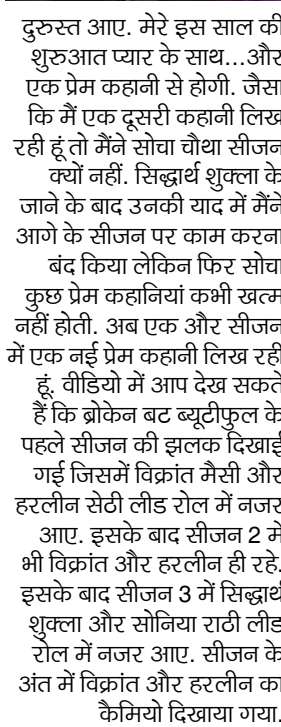 दुरुस्त आए. मेरे इस साल की
शुरुआत प्यार के साथ...और
एक प्रेम कहानी से होगी. जैसा
कि मैं एक दूसरी कहानी लिख
रही हूं तो मैंने सोचा चौथा सीजन
क्यों नहीं. सिद्धार्थ शुक्ला के
जाने के बाद उनकी याद में मैंने
आगे के सीजन पर काम करना
बंद किया लेकिन फिर सोचा
कुछ प्रेम कहानियां कभी खत्म
नहीं होती. अब एक और सीजन
में एक नई प्रेम कहानी लिख रही
हूं. वीडियो में आप देख सकते
हैं कि ब्रोकेन बट ब्यूटीफुल के
पहले सीजन की झलक दिखाई
गई जिसमें विक्रांत मैसी और
हरलीन सेठी लीड रोल में नजर
आए. इसके बाद सीजन 2 में
भी विक्रांत और हरलीन ही रहे.
इसके बाद सीजन 3 में सिद्धार्थ
शुक्ला और सोनिया राठी लीड
रोल में नजर आए. सीजन के
अंत में विक्रांत और हरलीन का
कैमियो दिखाया गया.